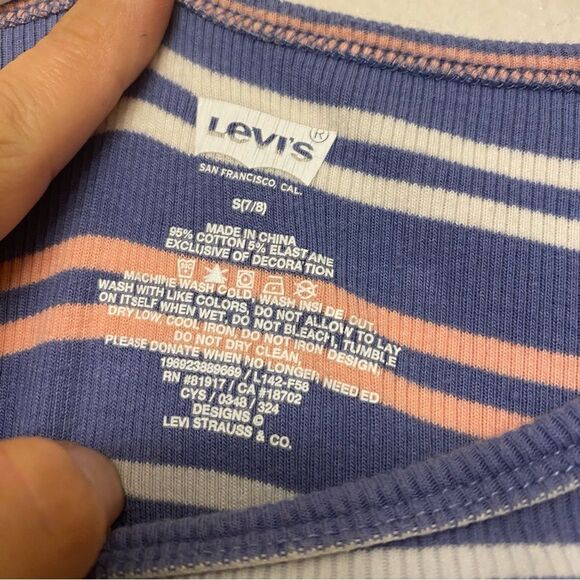 Levi's ®
SAN FRANCISCO, CAL.
S(7/8)
MADE IN CHINA
95% COTTON 5% ELASTANE
EXCLUSIVE OF DECORATION
MACHINE WASH COLD, WASH INSIDE OUT,
WASH WITH LIKE COLORS, DO NOT ALLOW TO LAY
ON ITSELF WHEN WET, DO NOT BLEACH, TUMBLE
DRY LOW, COOL IRON, DO NOT IRON DESIGN,
DO NOT DRY CLEAN.
PLEASE DONATE WHEN NO LONGER NEEDED
196923889669 / L142-F58
RN #81917 / CA #18702
CYS / 0348 / 324
DESIGNS ©
LEVI STRAUSS & CO.